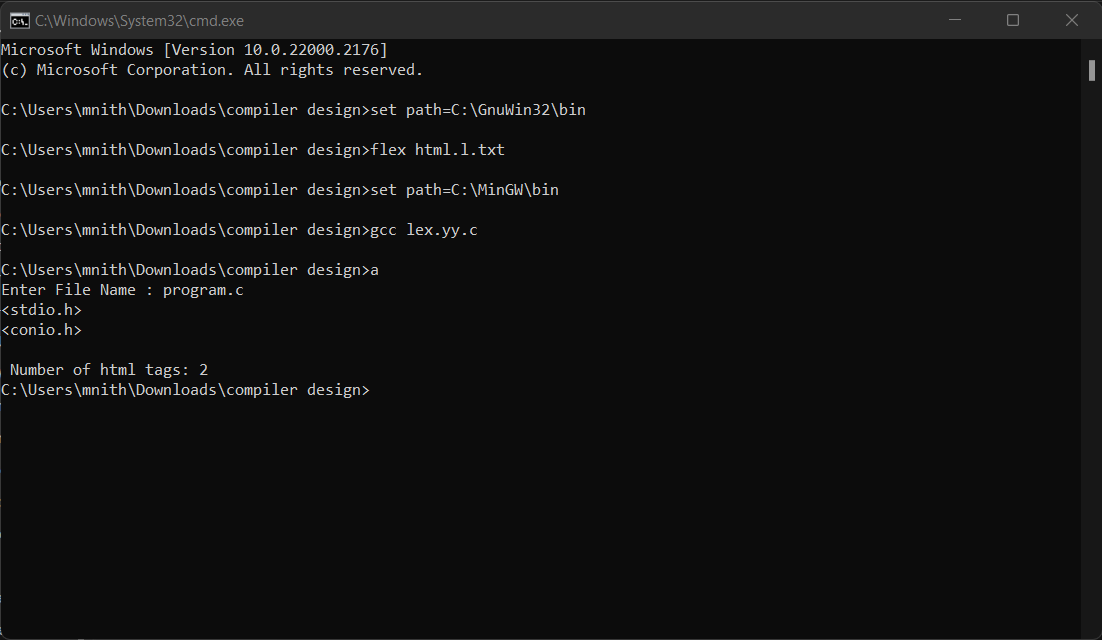 C:\Windows\System32\cmd.exe
Microsoft Windows [Version 10.0.22000.2176]
(c) Microsoft Corporation. All rights reserved.
C:\Users\mnith\Downloads\compiler design>set path=C:\GnuWin32\bin
C:\Users\mnith\Downloads\compiler design>flex html.l.txt
C:\Users\mnith\Downloads\compiler design>set path=C:\MinGW\bin
C:\Users\mnith\Downloads\compiler design>gcc lex.yy.c
C:\Users\mnith\Downloads\compiler design>a
Enter File Name : program.c
<stdio.h>
<conio.h>
Number of html tags: 2
C:\Users\mnith\Downloads\compiler design>